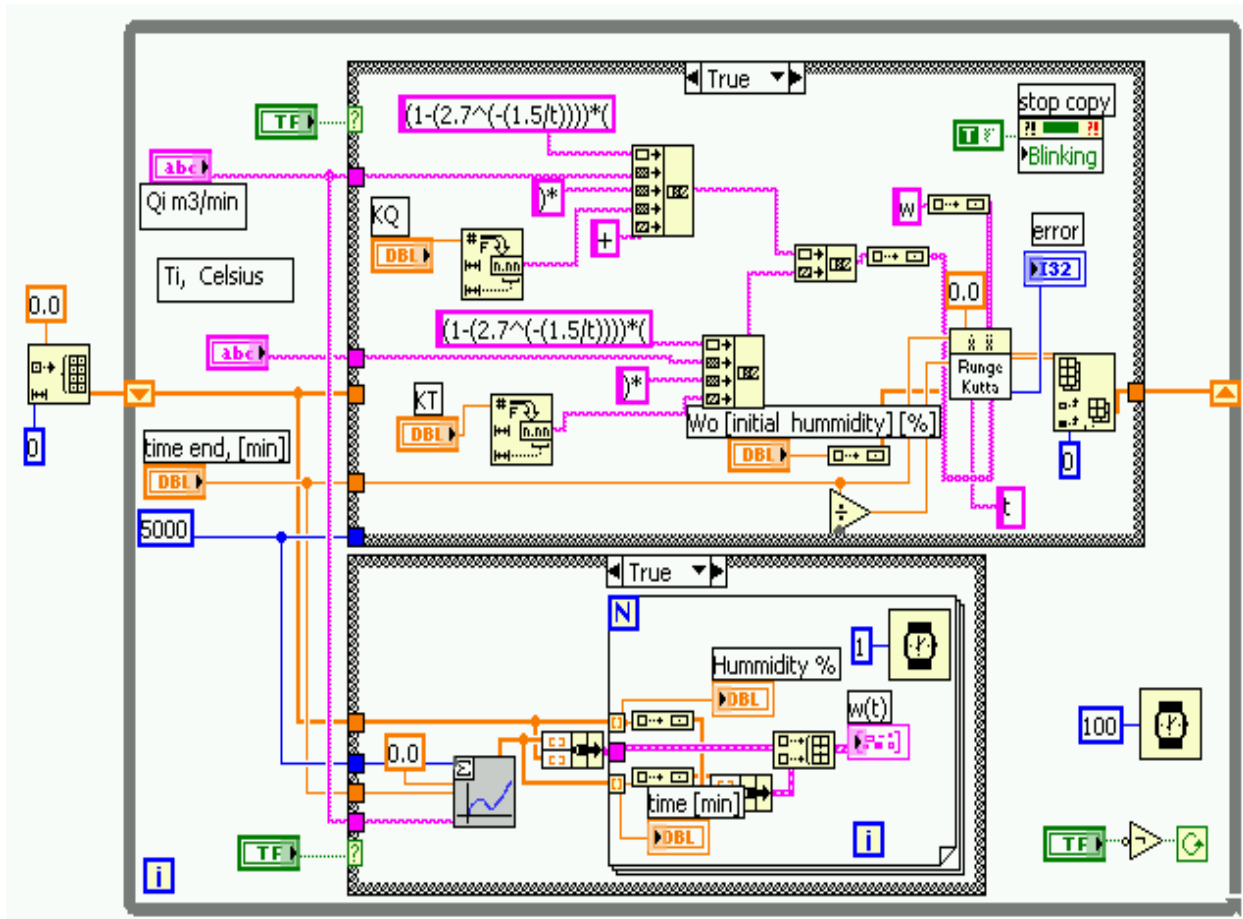 True
stop copy
(1-(2.7^(-(1.5/t))))*(
TF
?
T
Blinking
abc
Qi m3/min
)*
w
KQ
error
DBL
#
F
n.nn
+
I32
Ti, Celsius
0.0
0.0
(1-(2.7^(-(1.5/t))))*(
abc
Runge
Kutta
)*
KT
DBL
#
F
n.nn
Wo [initial hummidity] [%]
0
time end, [min]
DBL
DBL
0
t
5000
÷
True
N
1
Hummidity %
DBL
w(t)
100
0.0
Σ
time [min]
DBL
TF
?
i
TF
i